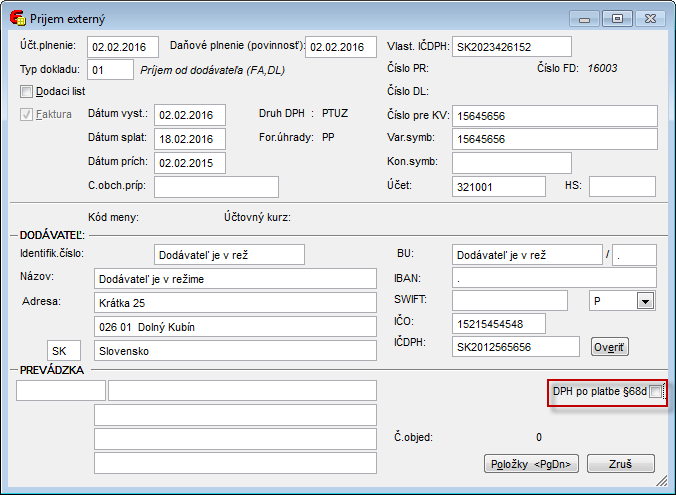 Prijem externý
Účt.plnenie: 02.02.2016 Daňové plnenie (povinnosť): 02.02.2016 Vlast. IČDPH: SK2023426152
Typ dokladu: 01 Príjem od dodávateľa (FA,DL) Číslo PR: Číslo FD: 16003
Dodaci list Číslo DL:
Faktura Dátum vyst.: 02.02.2016 Druh DPH : PTUZ Číslo pre KV: 15645656
Dátum splat: 18.02.2016 For.úhrady: PP Var.symb: 15645656
Dátum prích: 02.02.2015 Kon.symb:
C.obch.príp: Účet: 321001 HS:
Kód meny: Účtovný kurz:
DODÁVATEĽ:
Identifik.číslo: Dodávateľ je v rež BU: Dodávateľ je v rež / .
Názov: Dodávateľ je v režime IBAN: .
Adresa: Krátka 25 SWIFT: P
026 01 Dolný Kubín IČO: 15215454548
SK Slovensko IČDPH: SK2012565656 Overiť
PREVÁDZKA
DPH po platbe §68d
Č.objed: 0
Položky <PgDn> Zruš